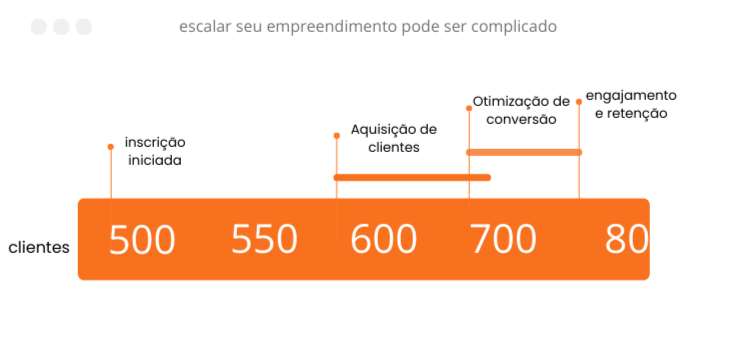 escalar seu empreendimento pode ser complicado
inscrição
iniciada
Aquisição de
clientes
Otimização de
conversão
engajamento
e retenção
clientes
500 550 600 700 80